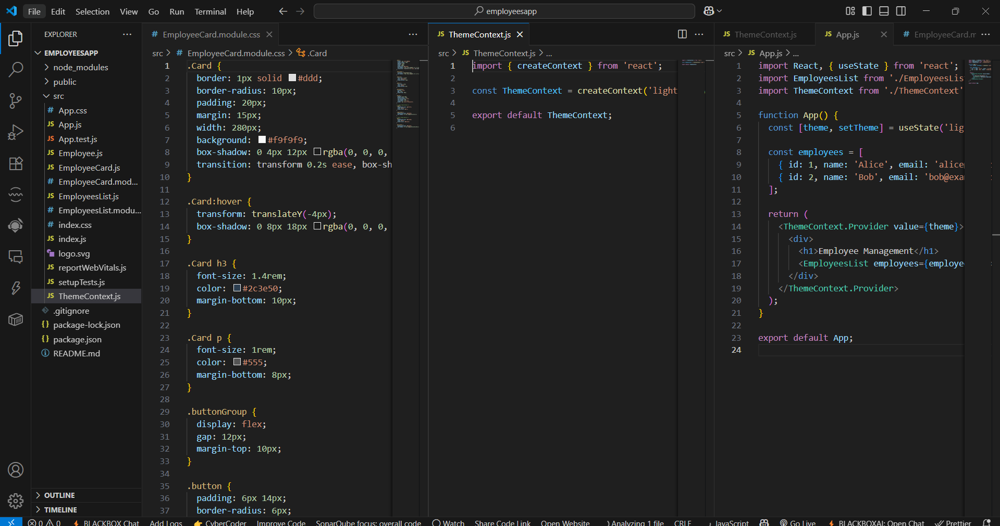 File Edit Selection View Go Run Terminal Help
employeesapp
EXPLORER
EMPLOYEESAPP
node_modules
public
src
App.css
App.js
App.test.js
Employee.js
EmployeeCard.js
EmployeeCard.mod...
EmployeesList.js
EmployeesList.modu...
index.css
index.js
logo.svg
reportWebVitals.js
setupTests.js
ThemeContext.js
.gitignore
package-lock.json
package.json
README.md
OUTLINE
TIMELINE
EmployeeCard.module.css
src > EmployeeCard.module.css > .Card
1 .Card {
2 border: 1px solid #ddd;
3 border-radius: 10px;
4 padding: 20px;
5 margin: 15px;
6 width: 280px;
7 background: #f9f9f9;
8 box-shadow: 0 4px 12px rgba(0, 0, 0,
9 transition: transform 0.2s ease, box-sh
10 }
11
12 .Card:hover {
13 transform: translateY(-4px);
14 box-shadow: 0 8px 18px rgba(0, 0, 0,
15 }
16
17 .Card h3 {
18 font-size: 1.4rem;
19 color: #2c3e50;
20 margin-bottom: 10px;
21 }
22
23 .Card p {
24 font-size: 1rem;
25 color: #555;
26 margin-bottom: 8px;
27 }
28
29 .buttonGroup {
30 display: flex;
31 gap: 12px;
32 margin-top: 10px;
33 }
34
35 .button {
36 padding: 6px 14px;
37 border-radius: 6px;
JS ThemeContext.js
src > JS ThemeContext.js > ...
1 import { createContext } from 'react';
2
3 const ThemeContext = createContext('light
4
5 export default ThemeContext;
6
JS ThemeContext.js JS App.js # EmployeeCard.m
src > JS App.js > ...
1 import React, { useState } from 'react';
2 import EmployeesList from './EmployeesLis
3 import ThemeContext from './ThemeContext'
4
5 function App() {
6 const [theme, setTheme] = useState('lig
7
8 const employees = [
9 { id: 1, name: 'Alice', email: 'alice
10 { id: 2, name: 'Bob', email: 'bob@exa
11 ];
12
13 return (
14 <ThemeContext.Provider value={theme}>
15 <div>
16 <h1>Employee Management</h1>
17 <EmployeesList employees={employe
18 </div>
19 </ThemeContext.Provider>
20 );
21 }
22
23 export default App;
24
0 0 BLACKBOX Chat Add Logs CyberCoder Improve Code SonarQube focus: overall code Watch Share Code Link Open Website Analyzing 1 file CRLF JavaScript Go Live BLACKBOXAI: Open Chat Prettier